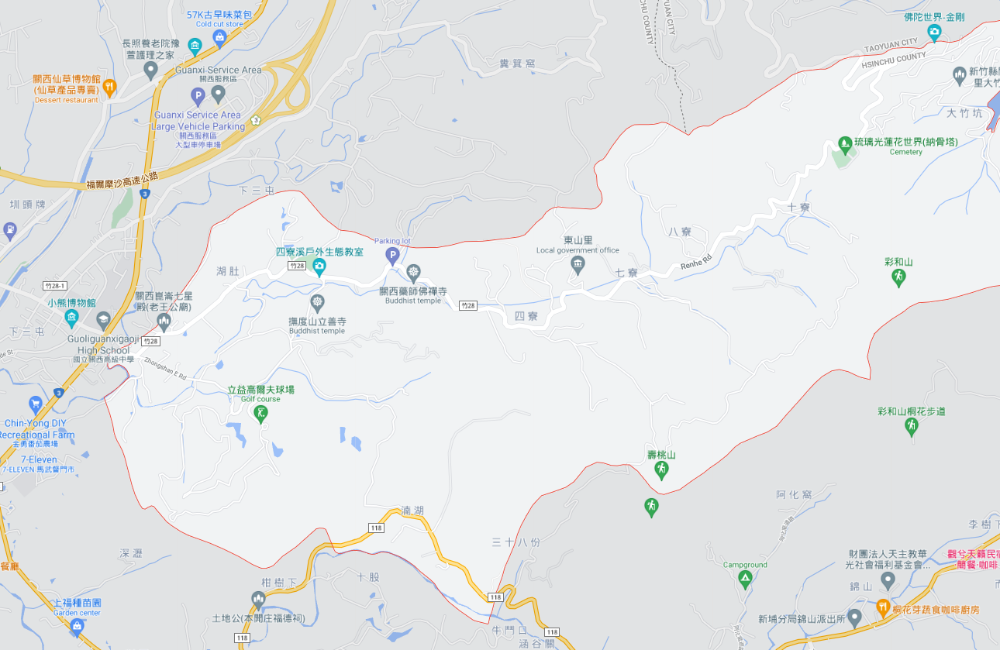 57K古早味菜包
Cold cut store
HSINCHU COUNTY
佛陀世界-金剛
長照養老院豫
萱護理之家
TAOYUAN CITY
HSINCHU COUNTY
糞箕窩
Guanxi Service Area
關西服務區
關西仙草博物館
(仙草產品專賣)
Dessert restaurant
新竹縣
里大竹
大竹坑
Guanxi Service Area
Large Vehicle Parking
關西服務區
大型車停車場
3
琉璃光蓮花世界(納骨塔)
Cemetery
福爾摩沙高速公路
3
下三屯
圳頭牌
十寮
八寮
東山里
Local government office
Parking lot
四寮溪戶外生態教室
竹28
湖肚
七寮
Renhe Rd
彩和山
關西藥師佛禪寺
Buddhist temple
竹28-1
關西崑崙七星
殿(老王公廟)
小熊博物館
竹28
四寮
撫度山立善寺
Buddhist temple
下三屯
Guoliguanxigaoji
High School
國立關西高級中學
竹28
Zhongshan E Rd
立益高爾夫球場
Golf course
3
彩和山桐花步道
Chin-Yong DIY
Recreational Farm
金勇番茄農場
7-Eleven
7-ELEVEN 馬武督門市
壽桃山
阿化窩
湳湖
118
李樹下
三十八份
深瀝
財團法人天主教華
光社會福利基金會...
觀兮天籟民宿
簡餐·咖啡
餐廳
Campground
柑樹下
十股
錦山
118
上福種苗園
Garden center
土地公(本開庄福德祠)
桐花芽蔬食咖啡廚房
新埔分局錦山派出所
118
牛鬥口
118
涵谷關